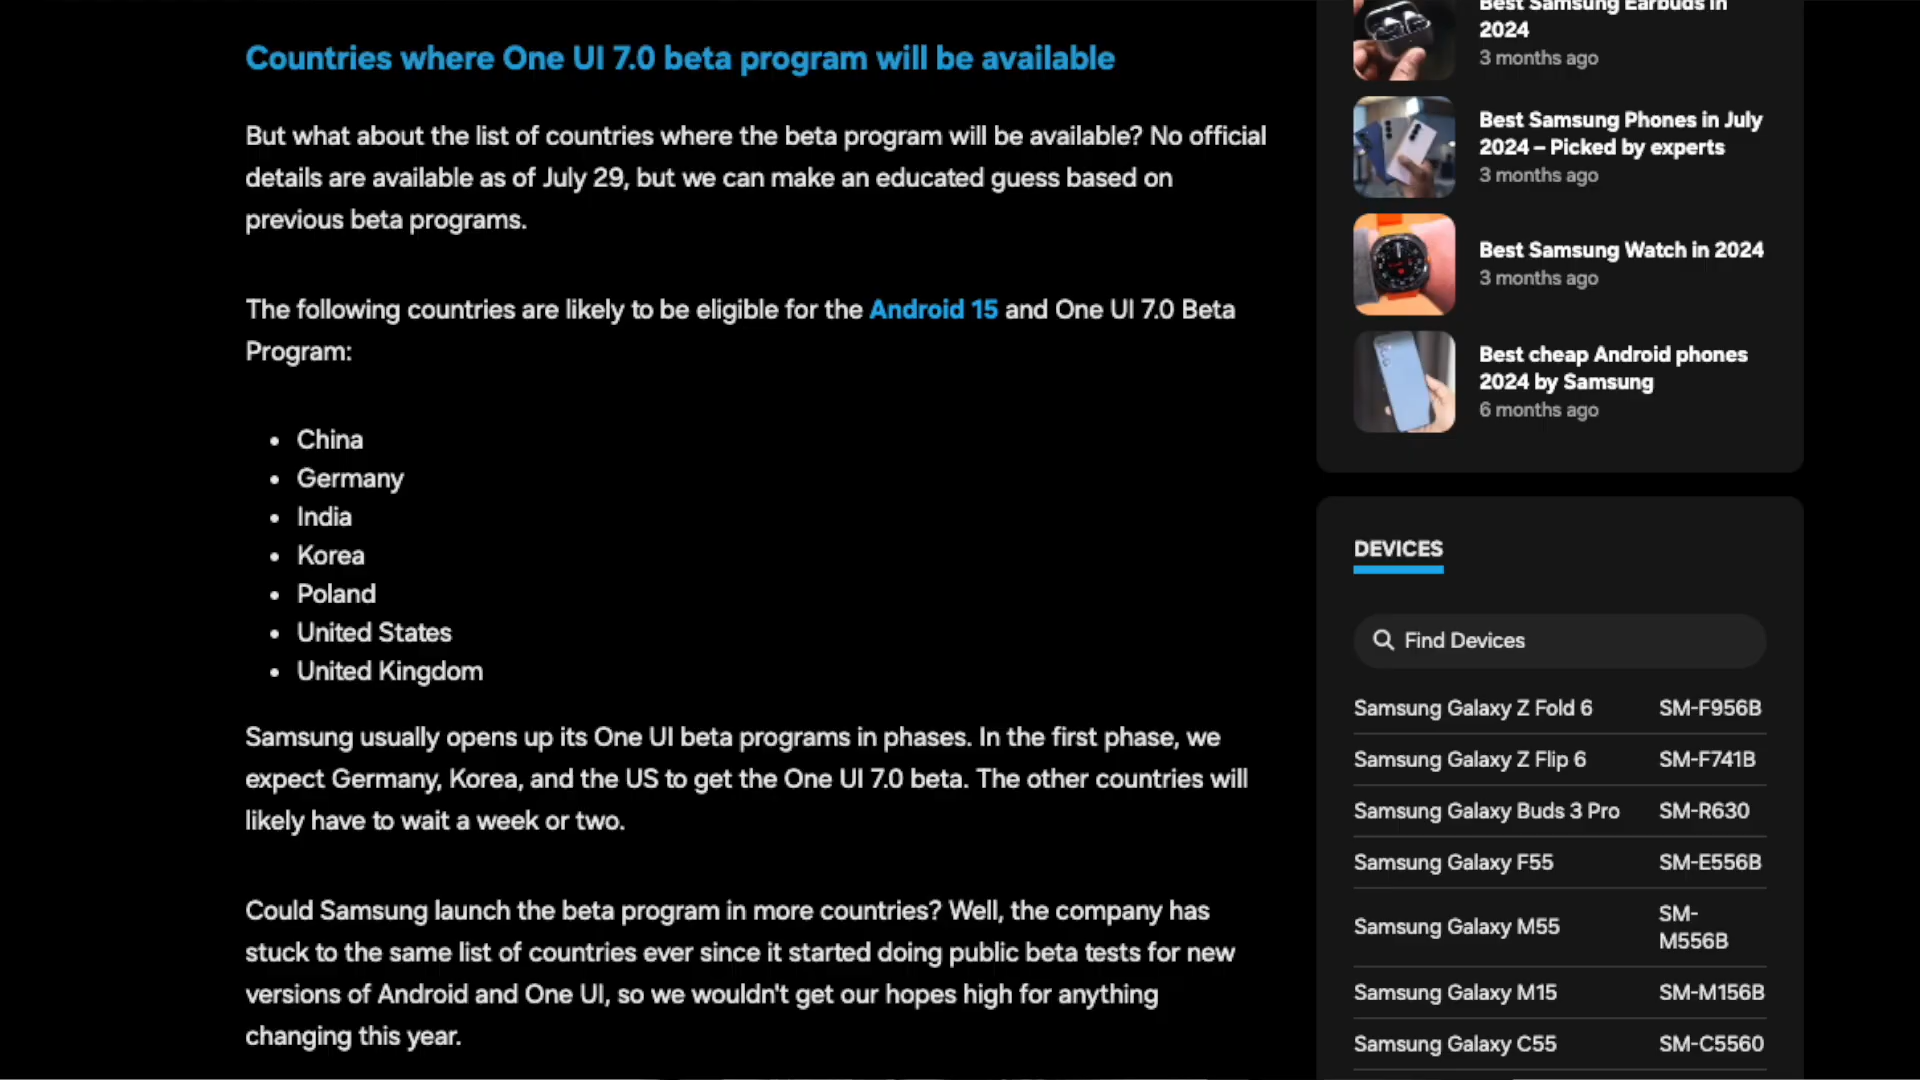 Countries where One UI 7.0 beta program will be available
But what about the list of countries where the beta program will be available? No official
details are available as of July 29, but we can make an educated guess based on
previous beta programs.
The following countries are likely to be eligible for the Android 15 and One UI 7.0 Beta
Program:
• China
• Germany
• India
• Korea
• Poland
• United States
• United Kingdom
Samsung usually opens up its One UI beta programs in phases. In the first phase, we
expect Germany, Korea, and the US to get the One UI 7.0 beta. The other countries will
likely have to wait a week or two.
Could Samsung launch the beta program in more countries? Well, the company has
stuck to the same list of countries ever since it started doing public beta tests for new
versions of Android and One UI, so we wouldn't get our hopes high for anything
changing this year.
Best Samsung Earbuds in
2024
3 months ago
Best Samsung Phones in July
2024 – Picked by experts
3 months ago
Best Samsung Watch in 2024
3 months ago
Best cheap Android phones
2024 by Samsung
6 months ago
DEVICES
Find Devices
Samsung Galaxy Z Fold 6 SM-F956B
Samsung Galaxy Z Flip 6 SM-F741B
Samsung Galaxy Buds 3 Pro SM-R630
Samsung Galaxy F55 SM-E556B
Samsung Galaxy M55 SM-
M556B
Samsung Galaxy M15 SM-M156B
Samsung Galaxy C55 SM-C5560